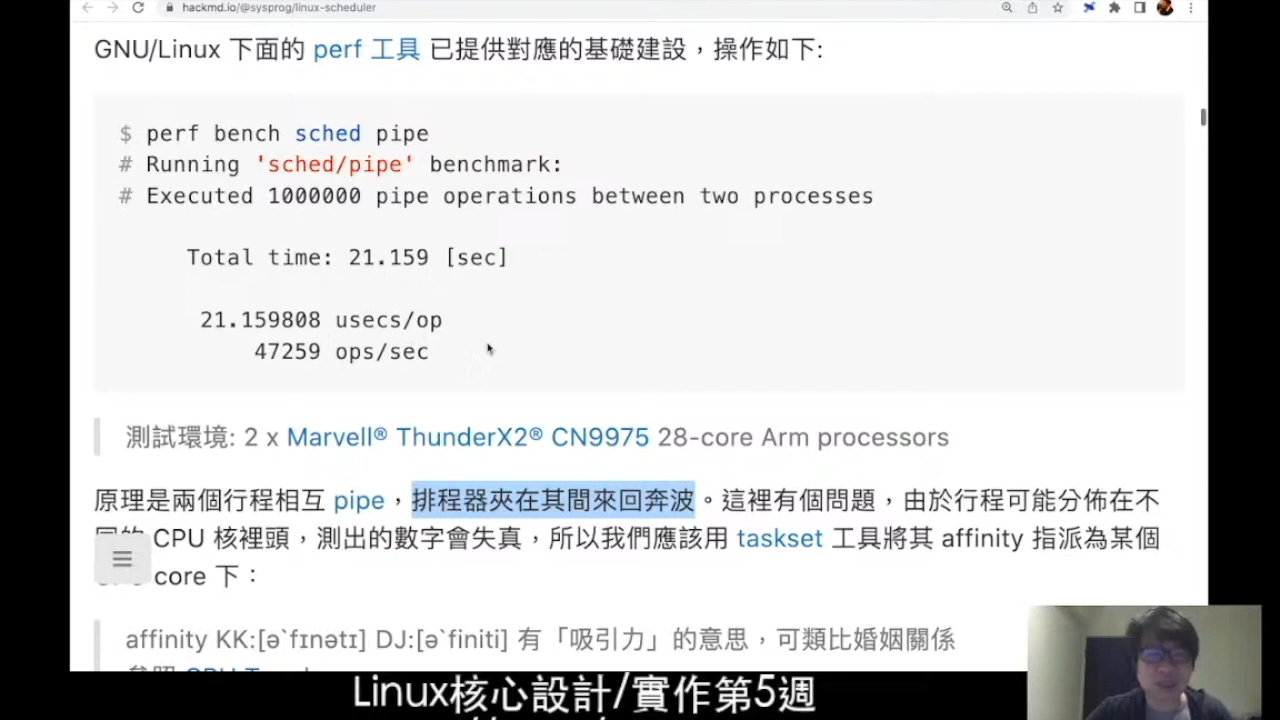 hackmd.io/@sysprog/linux-scheduler
GNU/Linux 下面的 perf 工具 已提供對應的基礎建設，操作如下:
$ perf bench sched pipe
# Running 'sched/pipe' benchmark:
# Executed 1000000 pipe operations between two processes
Total time: 21.159 [sec]
21.159808 usecs/op
47259 ops/sec
測試環境: 2 x Marvell® ThunderX2® CN9975 28-core Arm processors
原理是兩個行程相互 pipe，排程器夾在其間來回奔波。這裡有個問題，由於行程可能分佈在不
同的 CPU 核裡頭，測出的數字會失真，所以我們應該用 taskset 工具將其 affinity 指派為某個
core 下：
affinity KK:[ə`fɪnətɪ] DJ:[ə`finiti] 有「吸引力」的意思，可類比婚姻關係
Linux核心設計/實作第5週